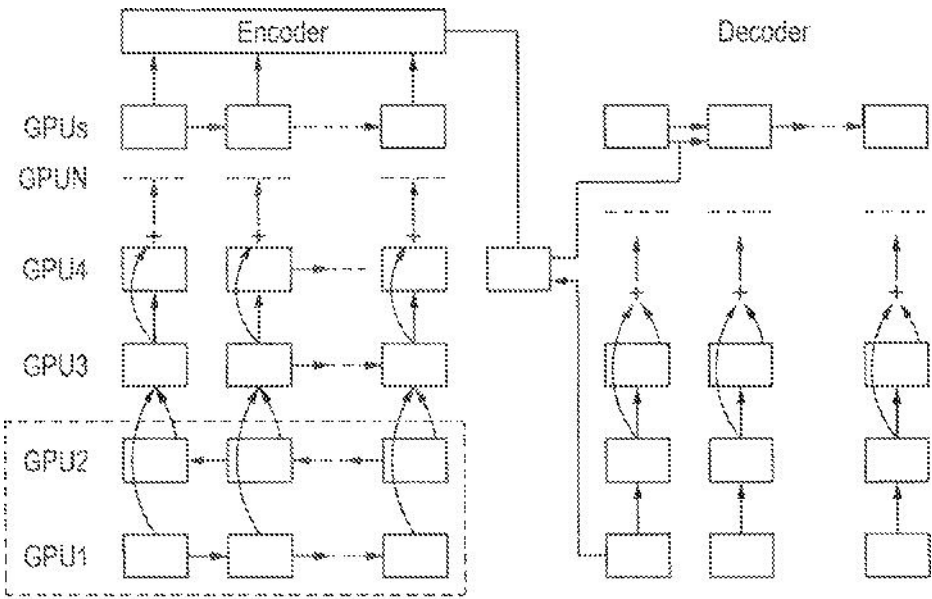 Encoder
Decoder
GPUs
GPUN
GPU4
GPU3
GPU2
GPU1